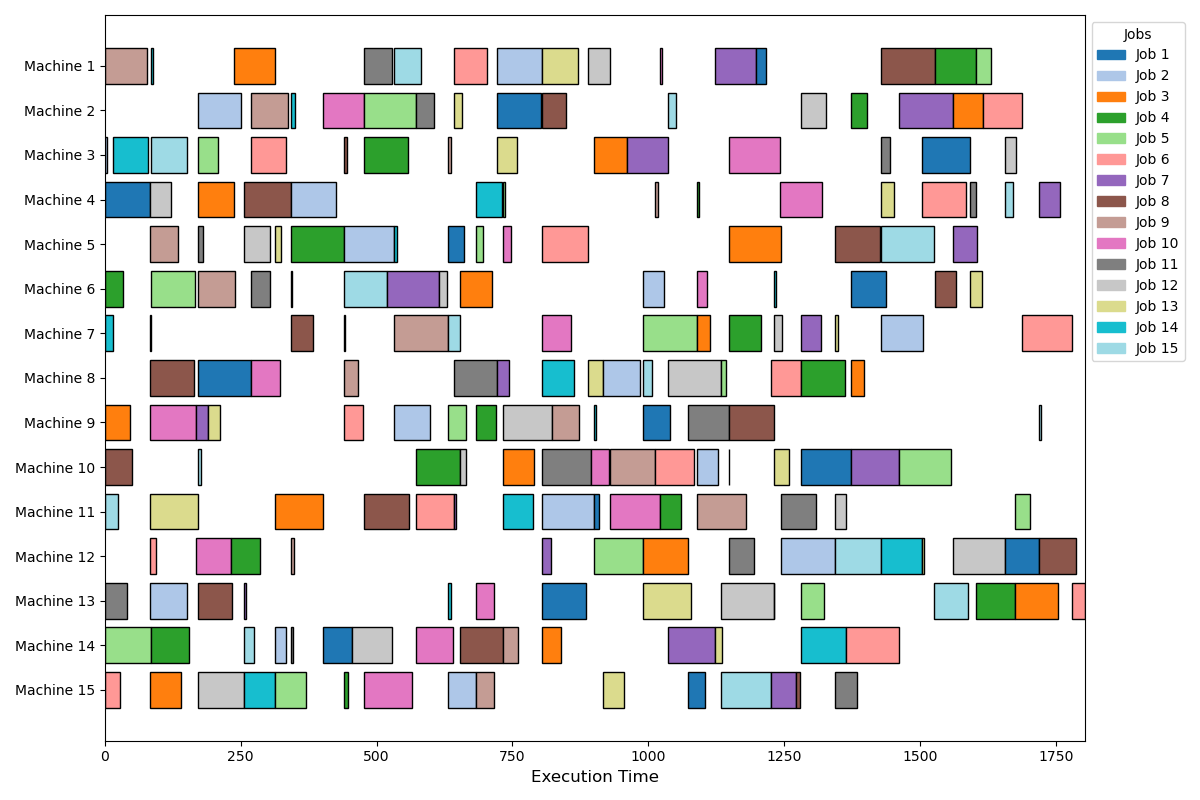 Machine 1
Machine 2
Machine 3
Machine 4
Machine 5
Machine 6
Machine 7
Machine 8
Machine 9
Machine 10
Machine 11
Machine 12
Machine 13
Machine 14
Machine 15
0 250 500 750 1000 1250 1500 1750
Execution Time
Jobs
Job 1
Job 2
Job 3
Job 4
Job 5
Job 6
Job 7
Job 8
Job 9
Job 10
Job 11
Job 12
Job 13
Job 14
Job 15